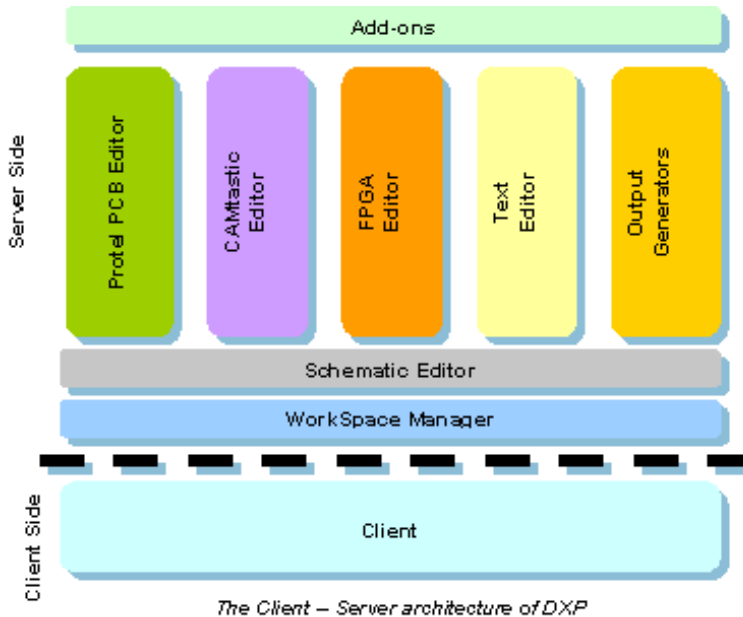 Add-ons
Server Side
Protel PCB Editor
CAMtastic
Editor
FPGA
Editor
Text
Editor
Output
Generators
Schematic Editor
WorkSpace Manager
Client Side
Client
The Client – Server architecture of DXP